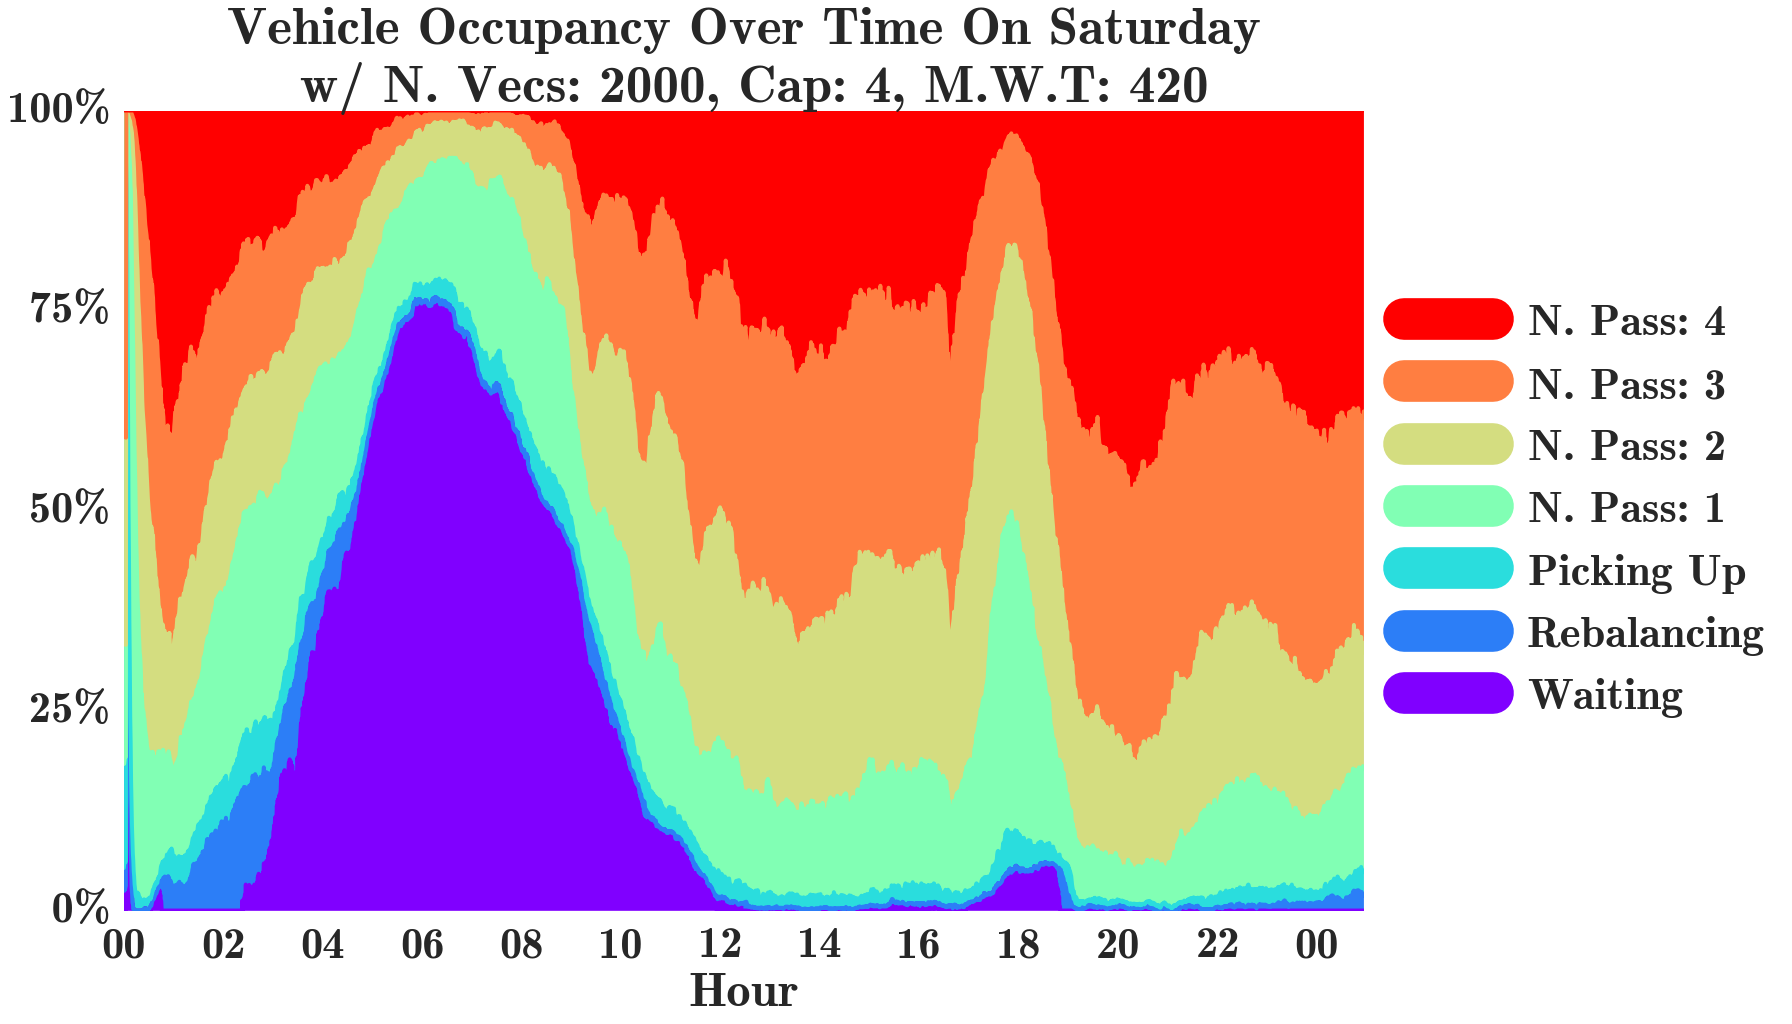 Vehicle Occupancy Over Time On Saturday
w/ N. Vecs: 2000, Cap: 4, M.W.T: 420
100%
75%
50%
25%
0%
00 02 04 06 08 10 12 14 16 18 20 22 00
Hour
N. Pass: 4
N. Pass: 3
N. Pass: 2
N. Pass: 1
Picking Up
Rebalancing
Waiting